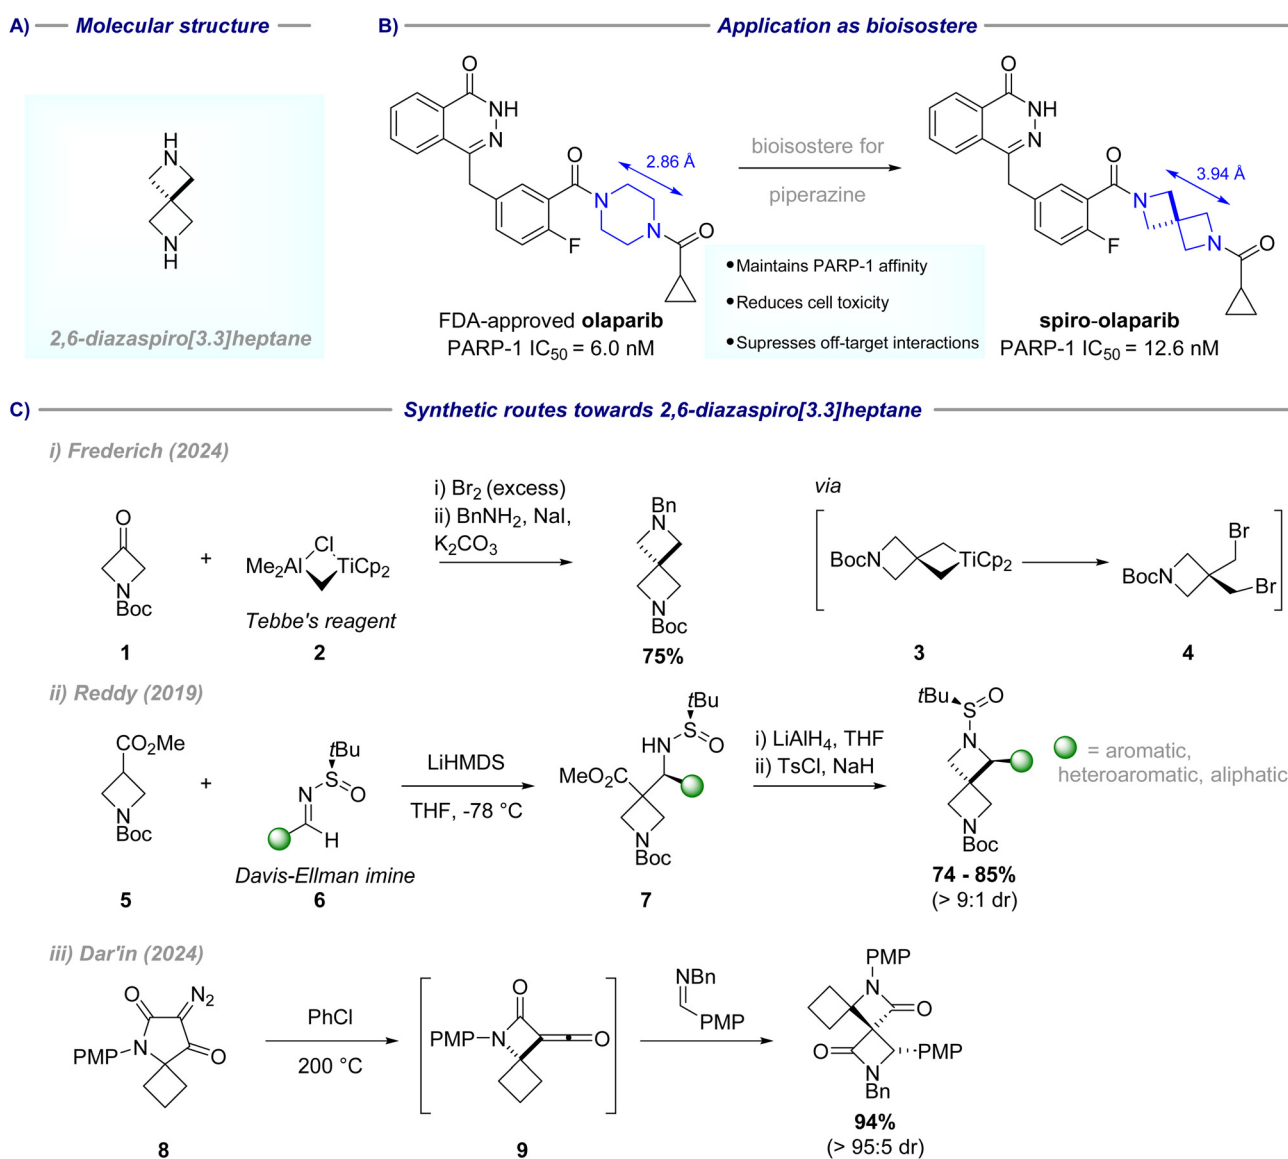 A) Molecular structure
B) Application as bioisostere
H
N
N
H
2,6-diazaspiro[3.3]heptane
O
NH
N
O
N
2.86 Å
N
O
F
FDA-approved olaparib
PARP-1 IC50 = 6.0 nM
bioisostere for
piperazine
•Maintains PARP-1 affinity
•Reduces cell toxicity
•Supresses off-target interactions
O
NH
N
O
N
3.94 Å
N
O
F
spiro-olaparib
PARP-1 IC50 = 12.6 nM
C) Synthetic routes towards 2,6-diazaspiro[3.3]heptane
i) Frederich (2024)
O
N
Boc
1
+
Cl
Me2Al TiCp2
Tebbe's reagent
2
i) Br2 (excess)
ii) BnNH2, NaI,
K2CO3
Bn
N
N
Boc
75%
via
BocN TiCp2
3
Br
BocN
Br
4
ii) Reddy (2019)
CO2Me
N
Boc
5
+
tBu
S
N O
H
Davis-Ellman imine
6
LiHMDS
THF, -78 °C
tBu
S
HN O
MeO2C
N
Boc
7
i) LiAlH4, THF
ii) TsCl, NaH
tBu S O
N
N
Boc
74 - 85%
(> 9:1 dr)
= aromatic,
heteroaromatic, aliphatic
iii) Dar'in (2024)
O N2
PMP N O
8
PhCl
200 °C
O
PMP N O
9
NBn
PMP
PMP
N
O
O PMP
N
Bn
94%
(> 95:5 dr)